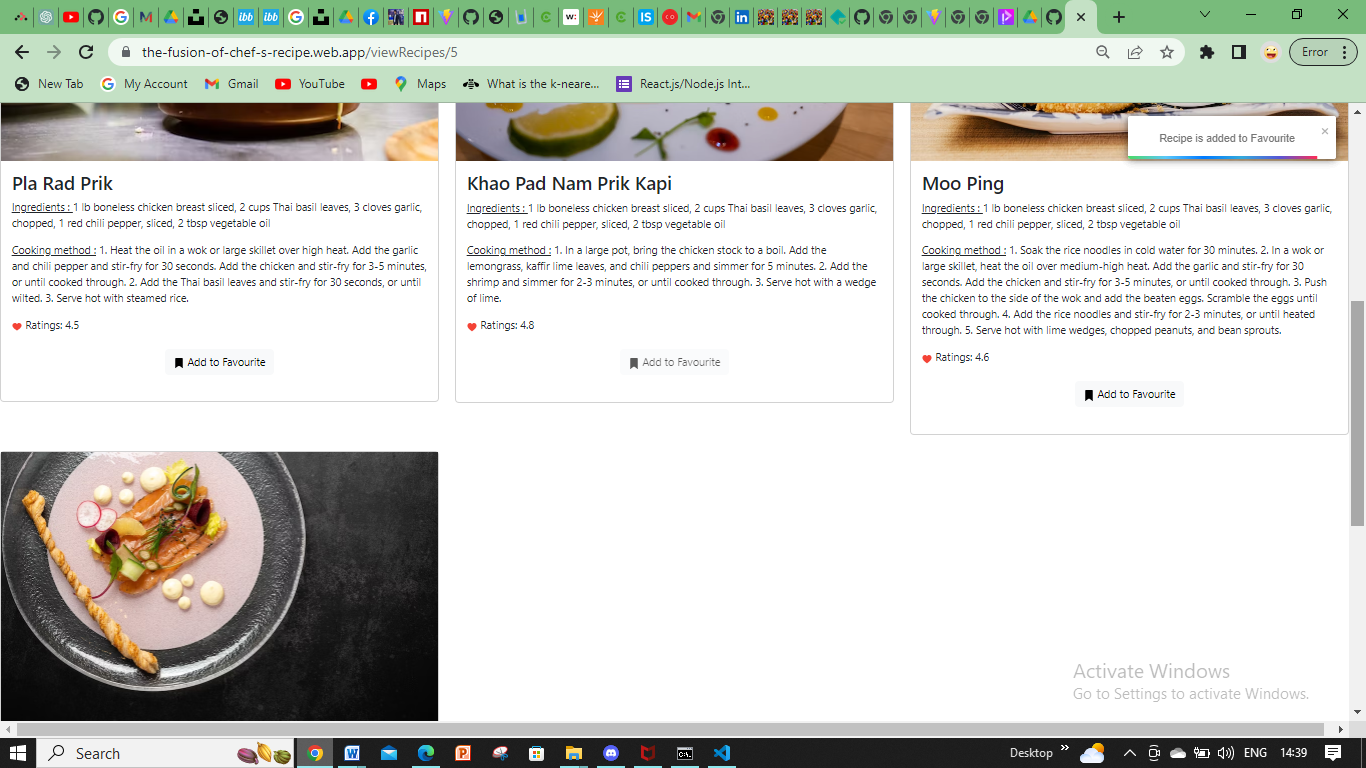 the-fusion-of-chef-s-recipe.web.app/viewRecipes/5
Error
New Tab
My Account
Gmail
YouTube
Maps
What is the k-neare...
React.js/Node.js Int...
Recipe is added to Favourite
Pla Rad Prik
Ingredients : 1 lb boneless chicken breast sliced, 2 cups Thai basil leaves, 3 cloves garlic,
chopped, 1 red chili pepper, sliced, 2 tbsp vegetable oil
Cooking method : 1. Heat the oil in a wok or large skillet over high heat. Add the garlic
and chili pepper and stir-fry for 30 seconds. Add the chicken and stir-fry for 3-5 minutes,
or until cooked through. 2. Add the Thai basil leaves and stir-fry for 30 seconds, or until
wilted. 3. Serve hot with steamed rice.
Ratings: 4.5
Add to Favourite
Khao Pad Nam Prik Kapi
Ingredients : 1 lb boneless chicken breast sliced, 2 cups Thai basil leaves, 3 cloves garlic,
chopped, 1 red chili pepper, sliced, 2 tbsp vegetable oil
Cooking method : 1. In a large pot, bring the chicken stock to a boil. Add the
lemongrass, kaffir lime leaves, and chili peppers and simmer for 5 minutes. 2. Add the
shrimp and simmer for 2-3 minutes, or until cooked through. 3. Serve hot with a wedge
of lime.
Ratings: 4.8
Add to Favourite
Moo Ping
Ingredients : 1 lb boneless chicken breast sliced, 2 cups Thai basil leaves, 3 cloves garlic,
chopped, 1 red chili pepper, sliced, 2 tbsp vegetable oil
Cooking method : 1. Soak the rice noodles in cold water for 30 minutes. 2. In a wok or
large skillet, heat the oil over medium-high heat. Add the garlic and stir-fry for 30
seconds. Add the chicken and stir-fry for 3-5 minutes, or until cooked through. 3. Push
the chicken to the side of the wok and add the beaten eggs. Scramble the eggs until
cooked through. 4. Add the rice noodles and stir-fry for 2-3 minutes, or until heated
through. 5. Serve hot with lime wedges, chopped peanuts, and bean sprouts.
Ratings: 4.6
Add to Favourite
Activate Windows
Go to Settings to activate Windows.
Search
Desktop
ENG
14:39